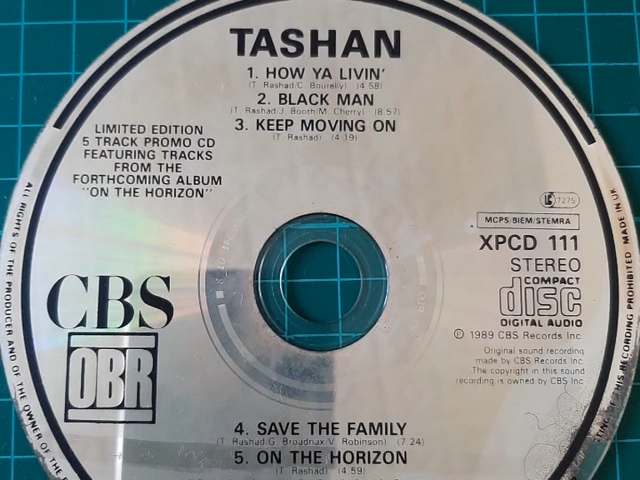 TASHAN
1. HOW YA LIVIN'
(T. Rashad/C. Bourelly) (4.58)
2. BLACK MAN
(T. Rashad/J. Booth/M. Cherry) (8.57)
3. KEEP MOVING ON
(T. Rashad) (4.19)
LIMITED EDITION
5 TRACK PROMO CD
FEATURING TRACKS
FROM THE
FORTHCOMING ALBUM
"ON THE HORIZON"
LC 7275
MCPS/BIEM/STEMRA
XPCD 111
STEREO
COMPACT
disc
DIGITAL AUDIO
℗ 1989 CBS Records Inc.
Original sound recording
made by CBS Records Inc.
The copyright in this sound
recording is owned by CBS Inc.
CBS
OBR
4. SAVE THE FAMILY
(T. Rashad/G. Broadnax/V. Robinson) (7.24)
5. ON THE HORIZON
(T. Rashad) (4.59)
ALL RIGHTS OF THE PRODUCER AND OF THE OWNER OF THE
OF THIS RECORDING PROHIBITED. MADE IN UK